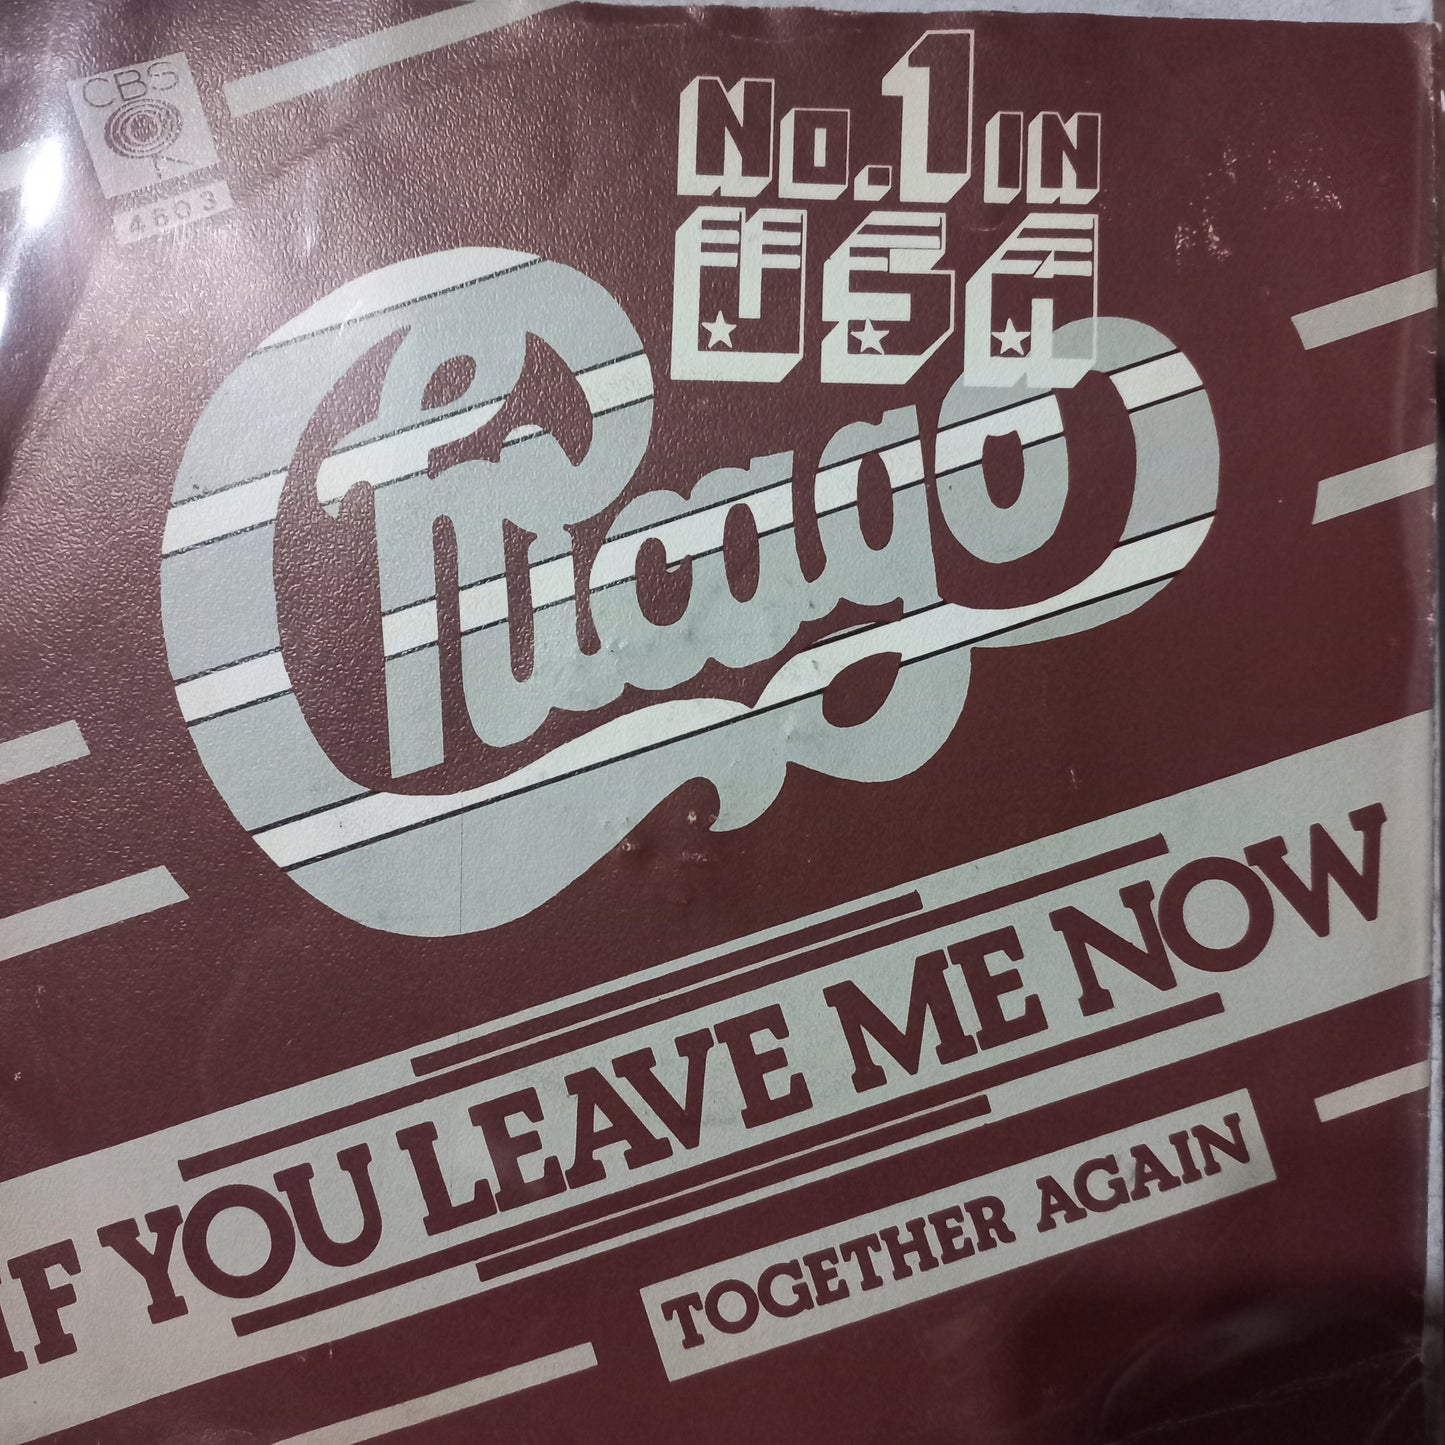 CBS
4603
No. 1 IN
USA
Chicago
IF YOU LEAVE ME NOW
TOGETHER AGAIN